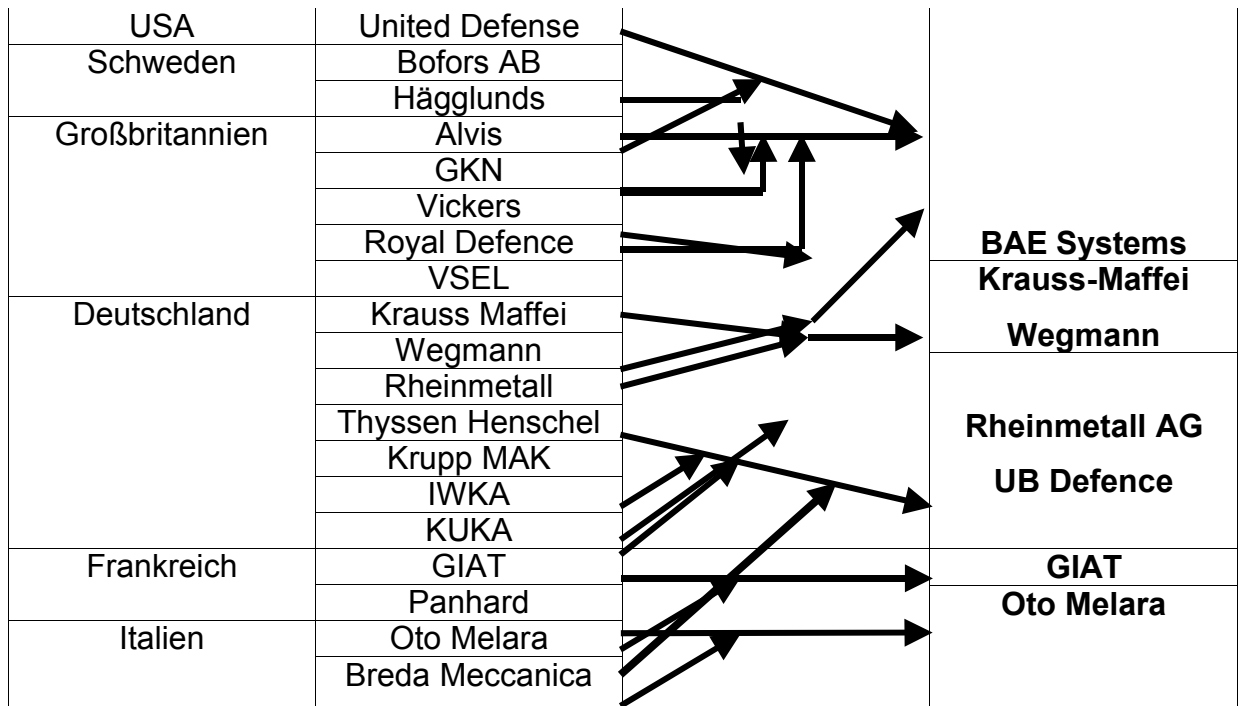 USA
United Defense
Schweden
Bofors AB
Hägglunds
Großbritannien
Alvis
GKN
Vickers
Royal Defence
BAE Systems
VSEL
Krauss-Maffei
Deutschland
Krauss Maffei
Wegmann
Wegmann
Rheinmetall
Thyssen Henschel
Rheinmetall AG
Krupp MAK
UB Defence
IWKA
KUKA
Frankreich
GIAT
GIAT
Panhard
Oto Melara
Italien
Oto Melara
Breda Meccanica